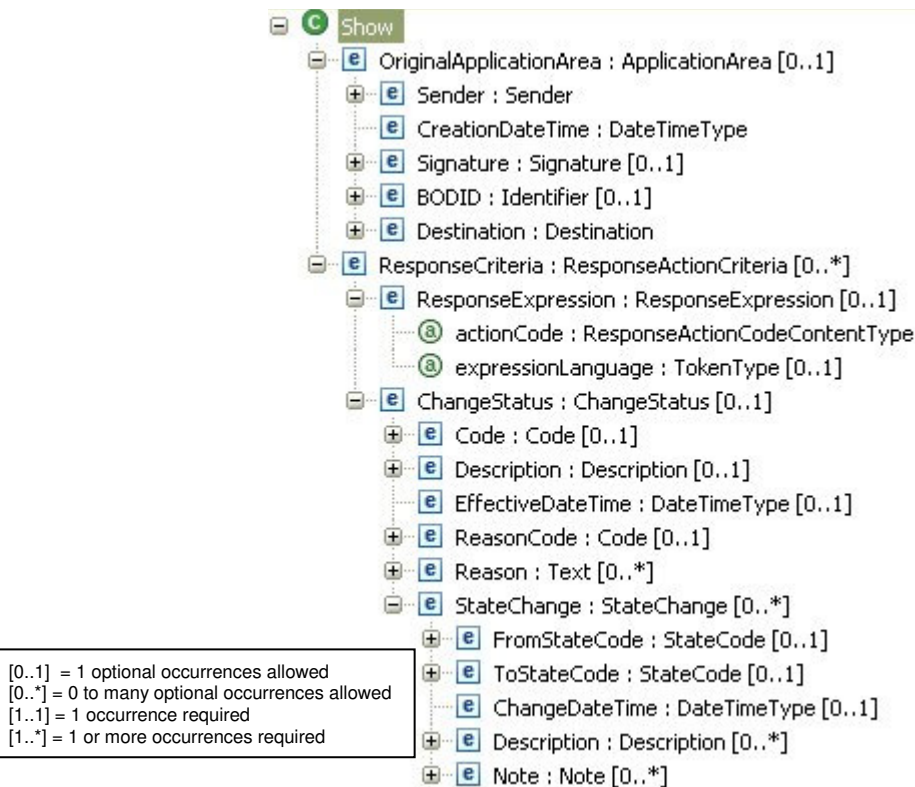 Show
OriginalApplicationArea : ApplicationArea [0..1]
Sender : Sender
CreationDateTime : DateTimeType
Signature : Signature [0..1]
BODID : Identifier [0..1]
Destination : Destination
ResponseCriteria : ResponseActionCriteria [0..*]
ResponseExpression : ResponseExpression [0..1]
actionCode : ResponseActionCodeContentType
expressionLanguage : TokenType [0..1]
ChangeStatus : ChangeStatus [0..1]
Code : Code [0..1]
Description : Description [0..1]
EffectiveDateTime : DateTimeType [0..1]
ReasonCode : Code [0..1]
Reason : Text [0..*]
StateChange : StateChange [0..*]
FromStateCode : StateCode [0..1]
ToStateCode : StateCode [0..1]
ChangeDateTime : DateTimeType [0..1]
Description : Description [0..*]
Note : Note [0..*]
[0..1] = 1 optional occurrences allowed
[0..*] = 0 to many optional occurrences allowed
[1..1] = 1 occurrence required
[1..*] = 1 or more occurrences required